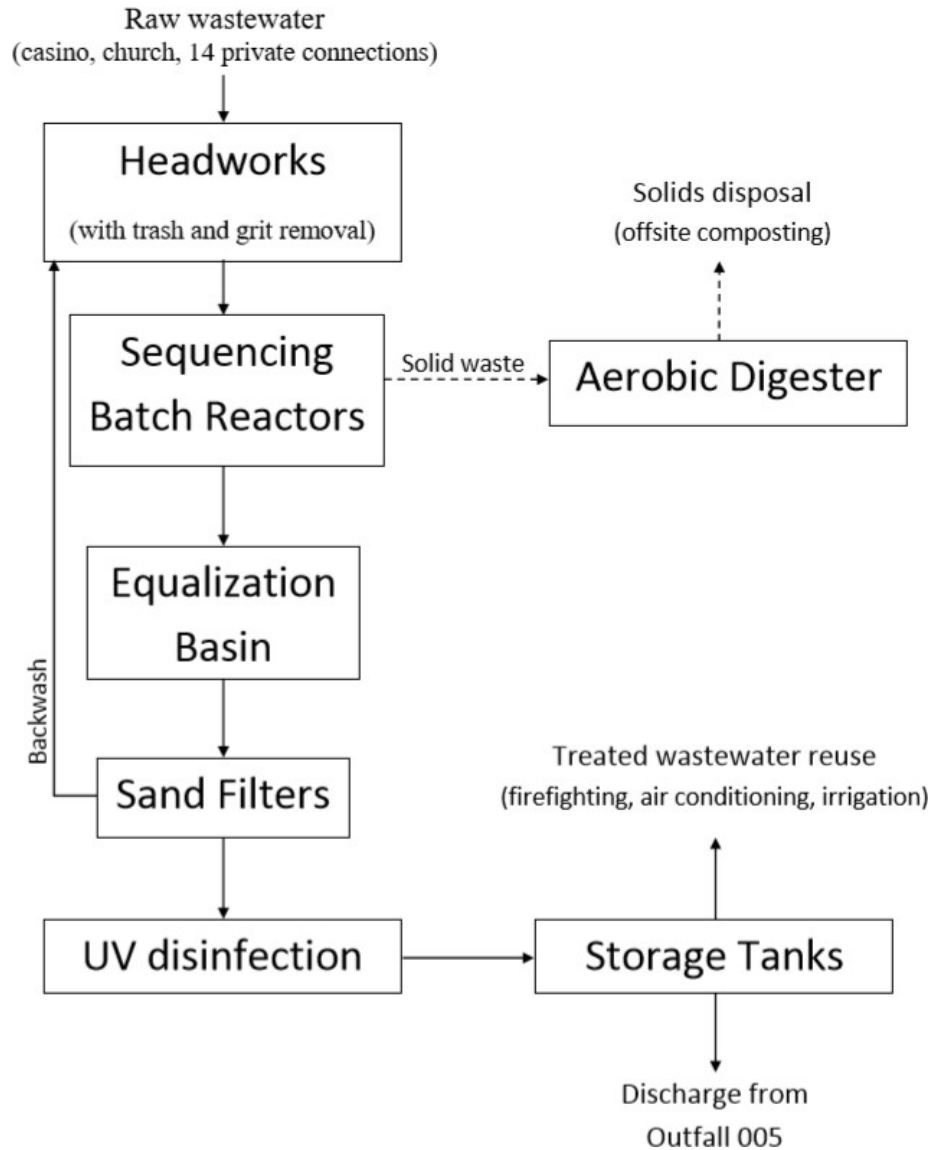 Raw wastewater
(casino, church, 14 private connections)
Headworks
(with trash and grit removal)
Solids disposal
(offsite composting)
Sequencing
Batch Reactors
Solid waste
Aerobic Digester
Equalization
Basin
Backwash
Sand Filters
Treated wastewater reuse
(firefighting, air conditioning, irrigation)
UV disinfection
Storage Tanks
Discharge from
Outfall 005